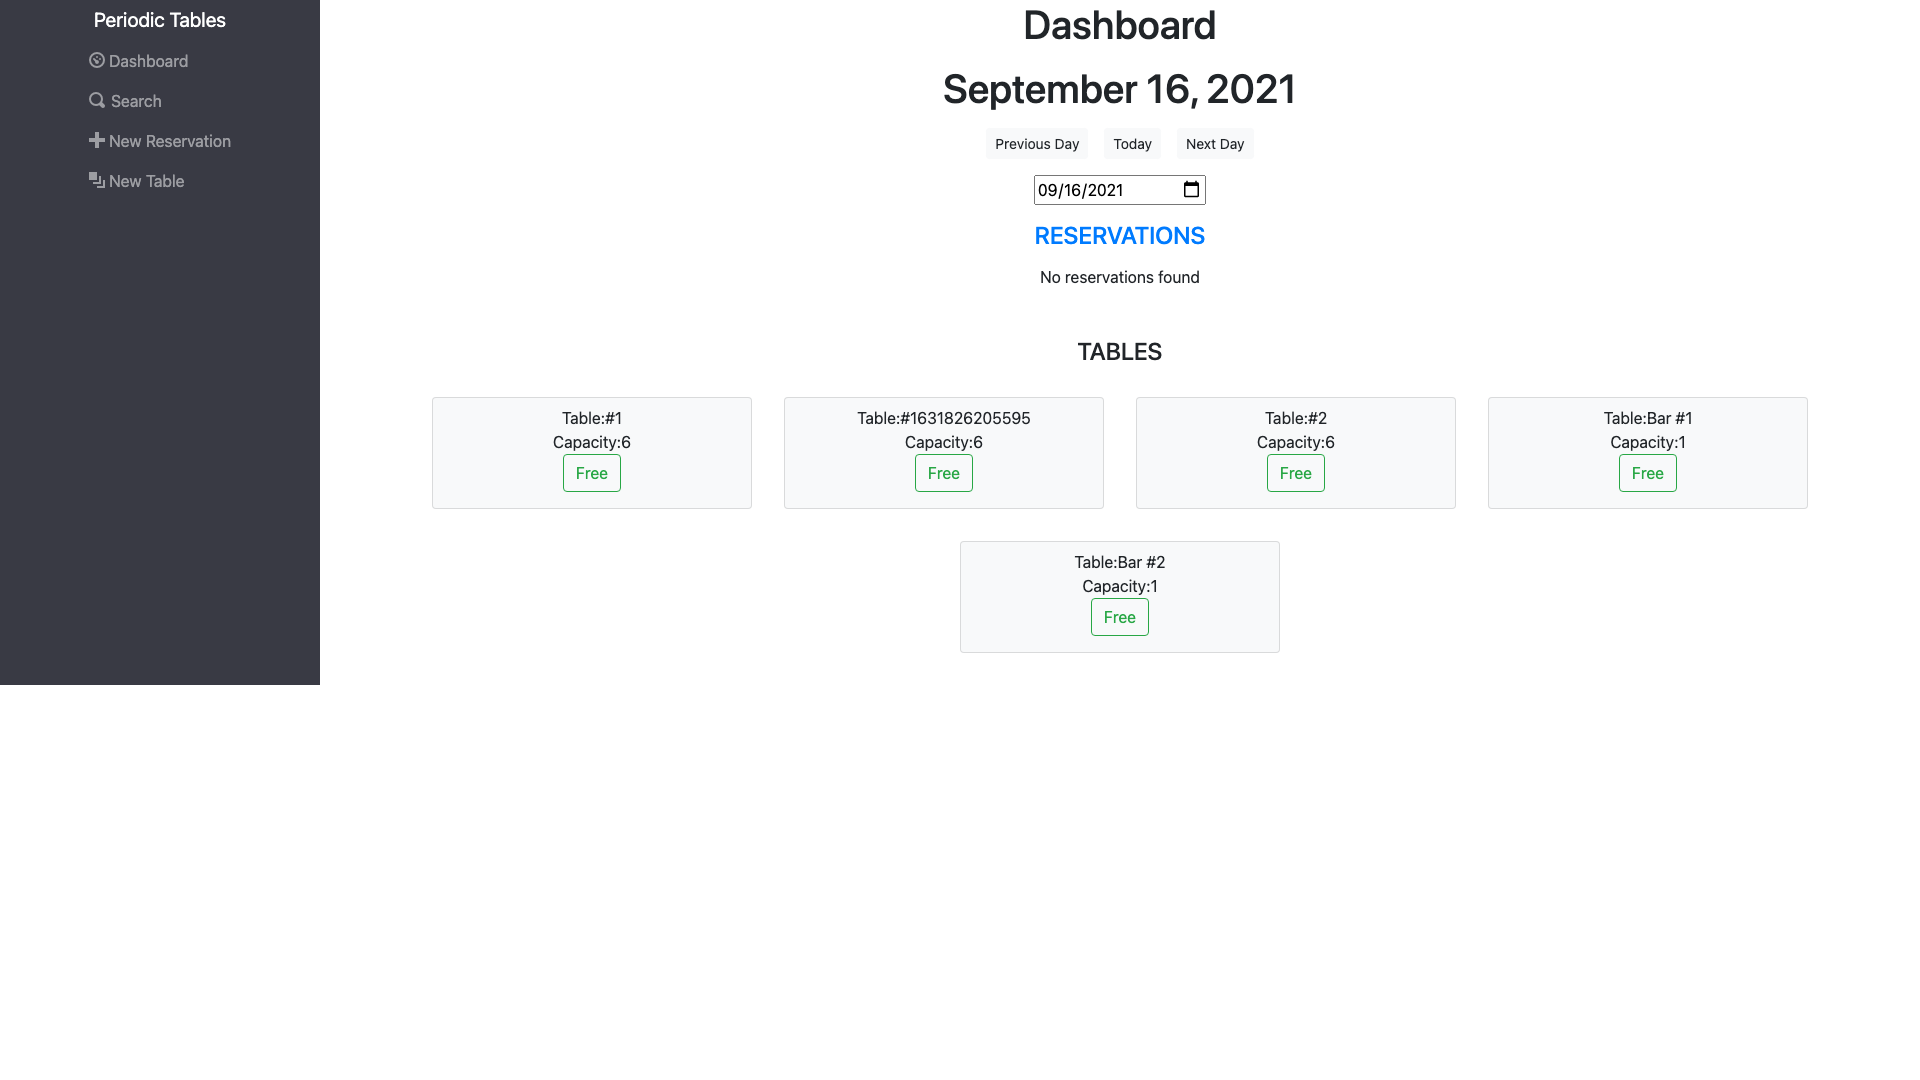 Periodic Tables
Dashboard
Search
New Reservation
New Table
Dashboard
September 16, 2021
Previous Day Today Next Day
09/16/2021
RESERVATIONS
No reservations found
TABLES
Table:#1
Capacity:6
Free
Table:#1631826205595
Capacity:6
Free
Table:#2
Capacity:6
Free
Table:Bar #1
Capacity:1
Free
Table:Bar #2
Capacity:1
Free